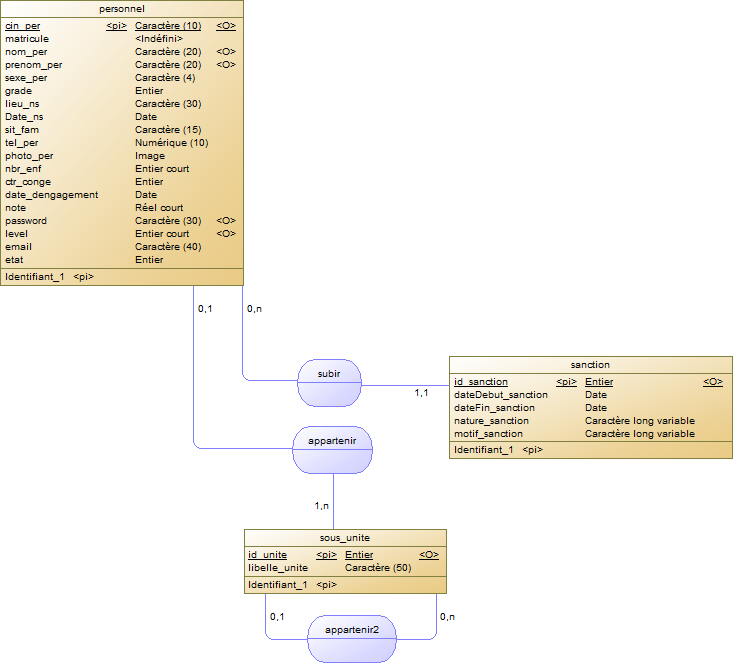 personnel
cin_per <pi> Caractère (10) <O>
matricule <Indéfini>
nom_per Caractère (20) <O>
prenom_per Caractère (20) <O>
sexe_per Caractère (4)
grade Entier
lieu_ns Caractère (30)
Date_ns Date
sit_fam Caractère (15)
tel_per Numérique (10)
photo_per Image
nbr_enf Entier court
ctr_conge Entier
date_dengagement Date
note Réel court
password Caractère (30) <O>
level Entier court <O>
email Caractère (40)
etat Entier
Identifiant_1 <pi>
0,1 0,n
subir
1,1
sanction
id_sanction <pi> Entier <O>
dateDebut_sanction Date
dateFin_sanction Date
nature_sanction Caractère long variable
motif_sanction Caractère long variable
Identifiant_1 <pi>
appartenir
1,n
sous_unite
id_unite <pi> Entier <O>
libelle_unite Caractère (50)
Identifiant_1 <pi>
0,1 0,n
appartenir2